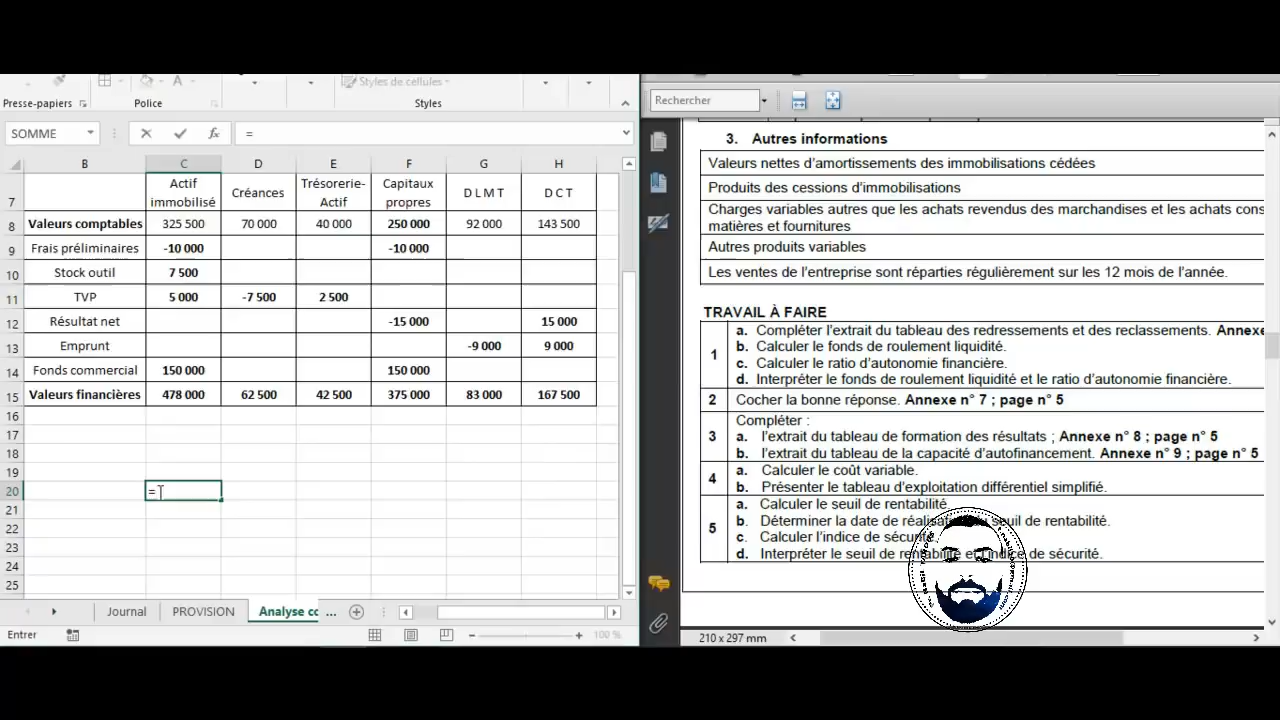 Styles de cellules
Presse-papiers
Police
Styles
SOMME
=
B C D E F G H
7 Actif immobilisé Créances Trésorerie-Actif Capitaux propres D L M T D C T
8 Valeurs comptables 325 500 70 000 40 000 250 000 92 000 143 500
9 Frais préliminaires -10 000 -10 000
10 Stock outil 7 500
11 TVP 5 000 -7 500 2 500
12 Résultat net -15 000 15 000
13 Emprunt -9 000 9 000
14 Fonds commercial 150 000 150 000
15 Valeurs financières 478 000 62 500 42 500 375 000 83 000 167 500
16
17
18
19
20 =
21
22
23
24
25
Journal PROVISION Analyse co ...
Entrer
100 %
Rechercher
3. Autres informations
Valeurs nettes d'amortissements des immobilisations cédées
Produits des cessions d'immobilisations
Charges variables autres que les achats revendus des marchandises et les achats cons
matières et fournitures
Autres produits variables
Les ventes de l'entreprise sont réparties régulièrement sur les 12 mois de l'année.
TRAVAIL À FAIRE
1
a. Compléter l'extrait du tableau des redressements et des reclassements. Annexe
b. Calculer le fonds de roulement liquidité.
c. Calculer le ratio d'autonomie financière.
d. Interpréter le fonds de roulement liquidité et le ratio d'autonomie financière.
2 Cocher la bonne réponse. Annexe n° 7 ; page n° 5
3
Compléter :
a. l'extrait du tableau de formation des résultats ; Annexe n° 8 ; page n° 5
b. l'extrait du tableau de la capacité d'autofinancement. Annexe n° 9 ; page n° 5
4
a. Calculer le coût variable.
b. Présenter le tableau d'exploitation différentiel simplifié.
5
a. Calculer le seuil de rentabilité.
b. Déterminer la date de réalisation du seuil de rentabilité.
c. Calculer l'indice de sécurité.
d. Interpréter le seuil de rentabilité et l'indice de sécurité.
210 x 297 mm